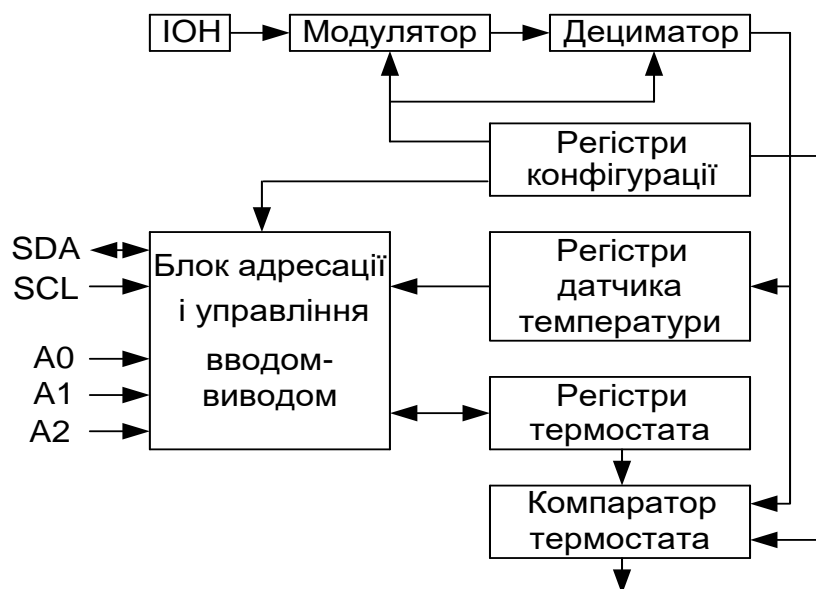 ІОН
Модулятор
Дециматор
Регістри
конфігурації
SDA
SCL
A0
A1
A2
Блок адресації
і управління
вводом-
виводом
Регістри
датчика
температури
Регістри
термостата
Компаратор
термостата